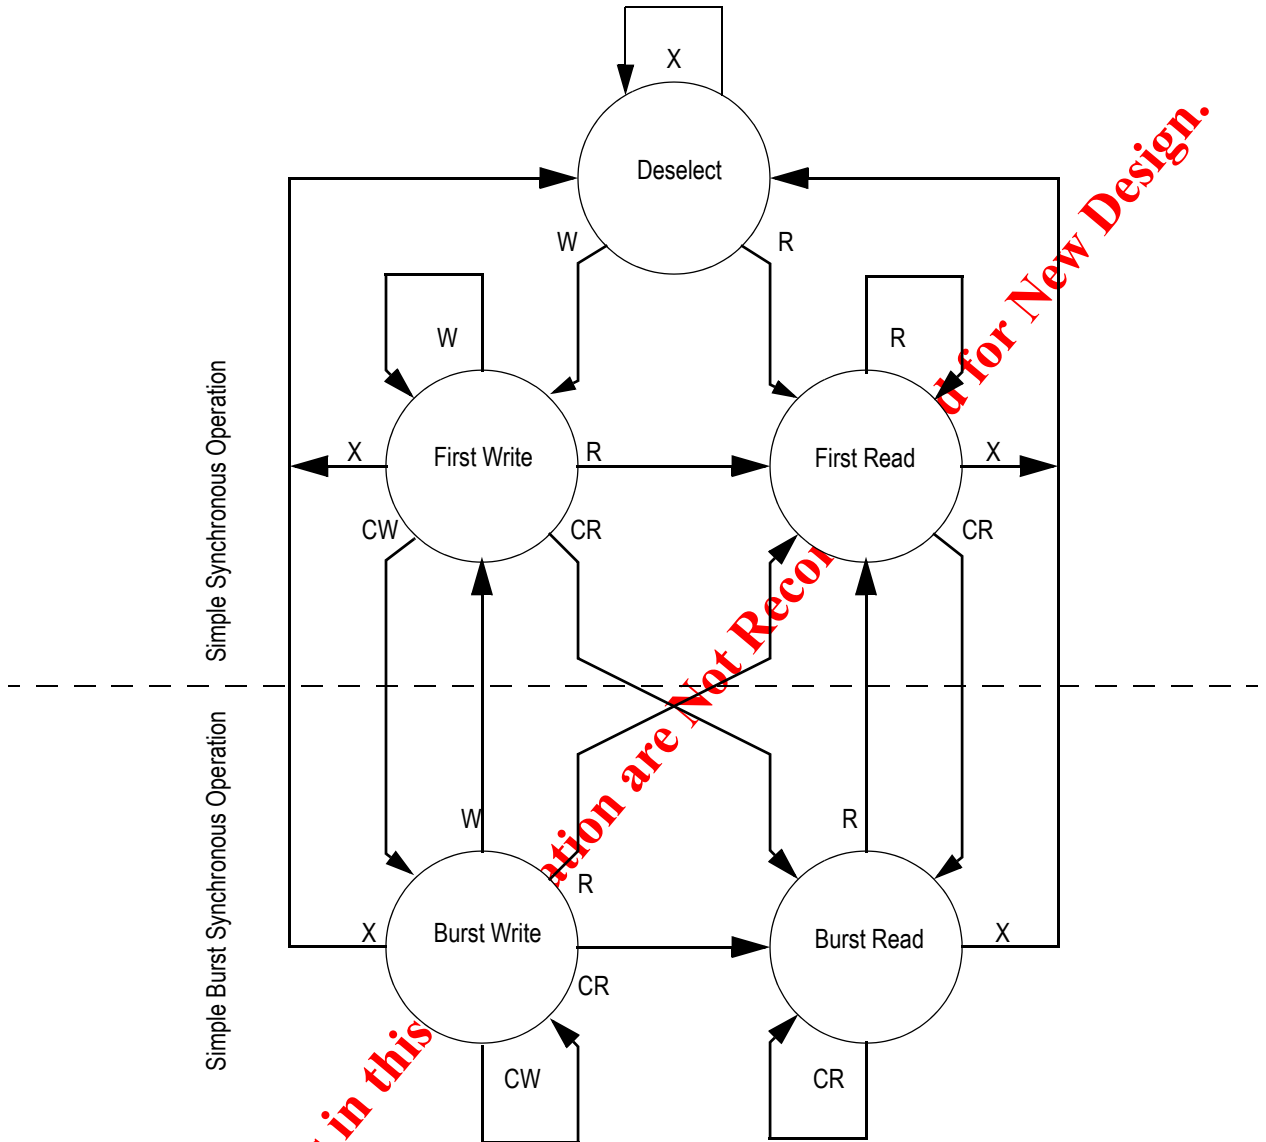 X
Deselect
W
R
W
R
X
First Write
R
First Read
X
CW
CR
CR
Simple Synchronous Operation
W
R
R
X
Burst Write
Burst Read
X
CR
Simple Burst Synchronous Operation
CW
CR
in this
ation are Not Recom
d for New Design.